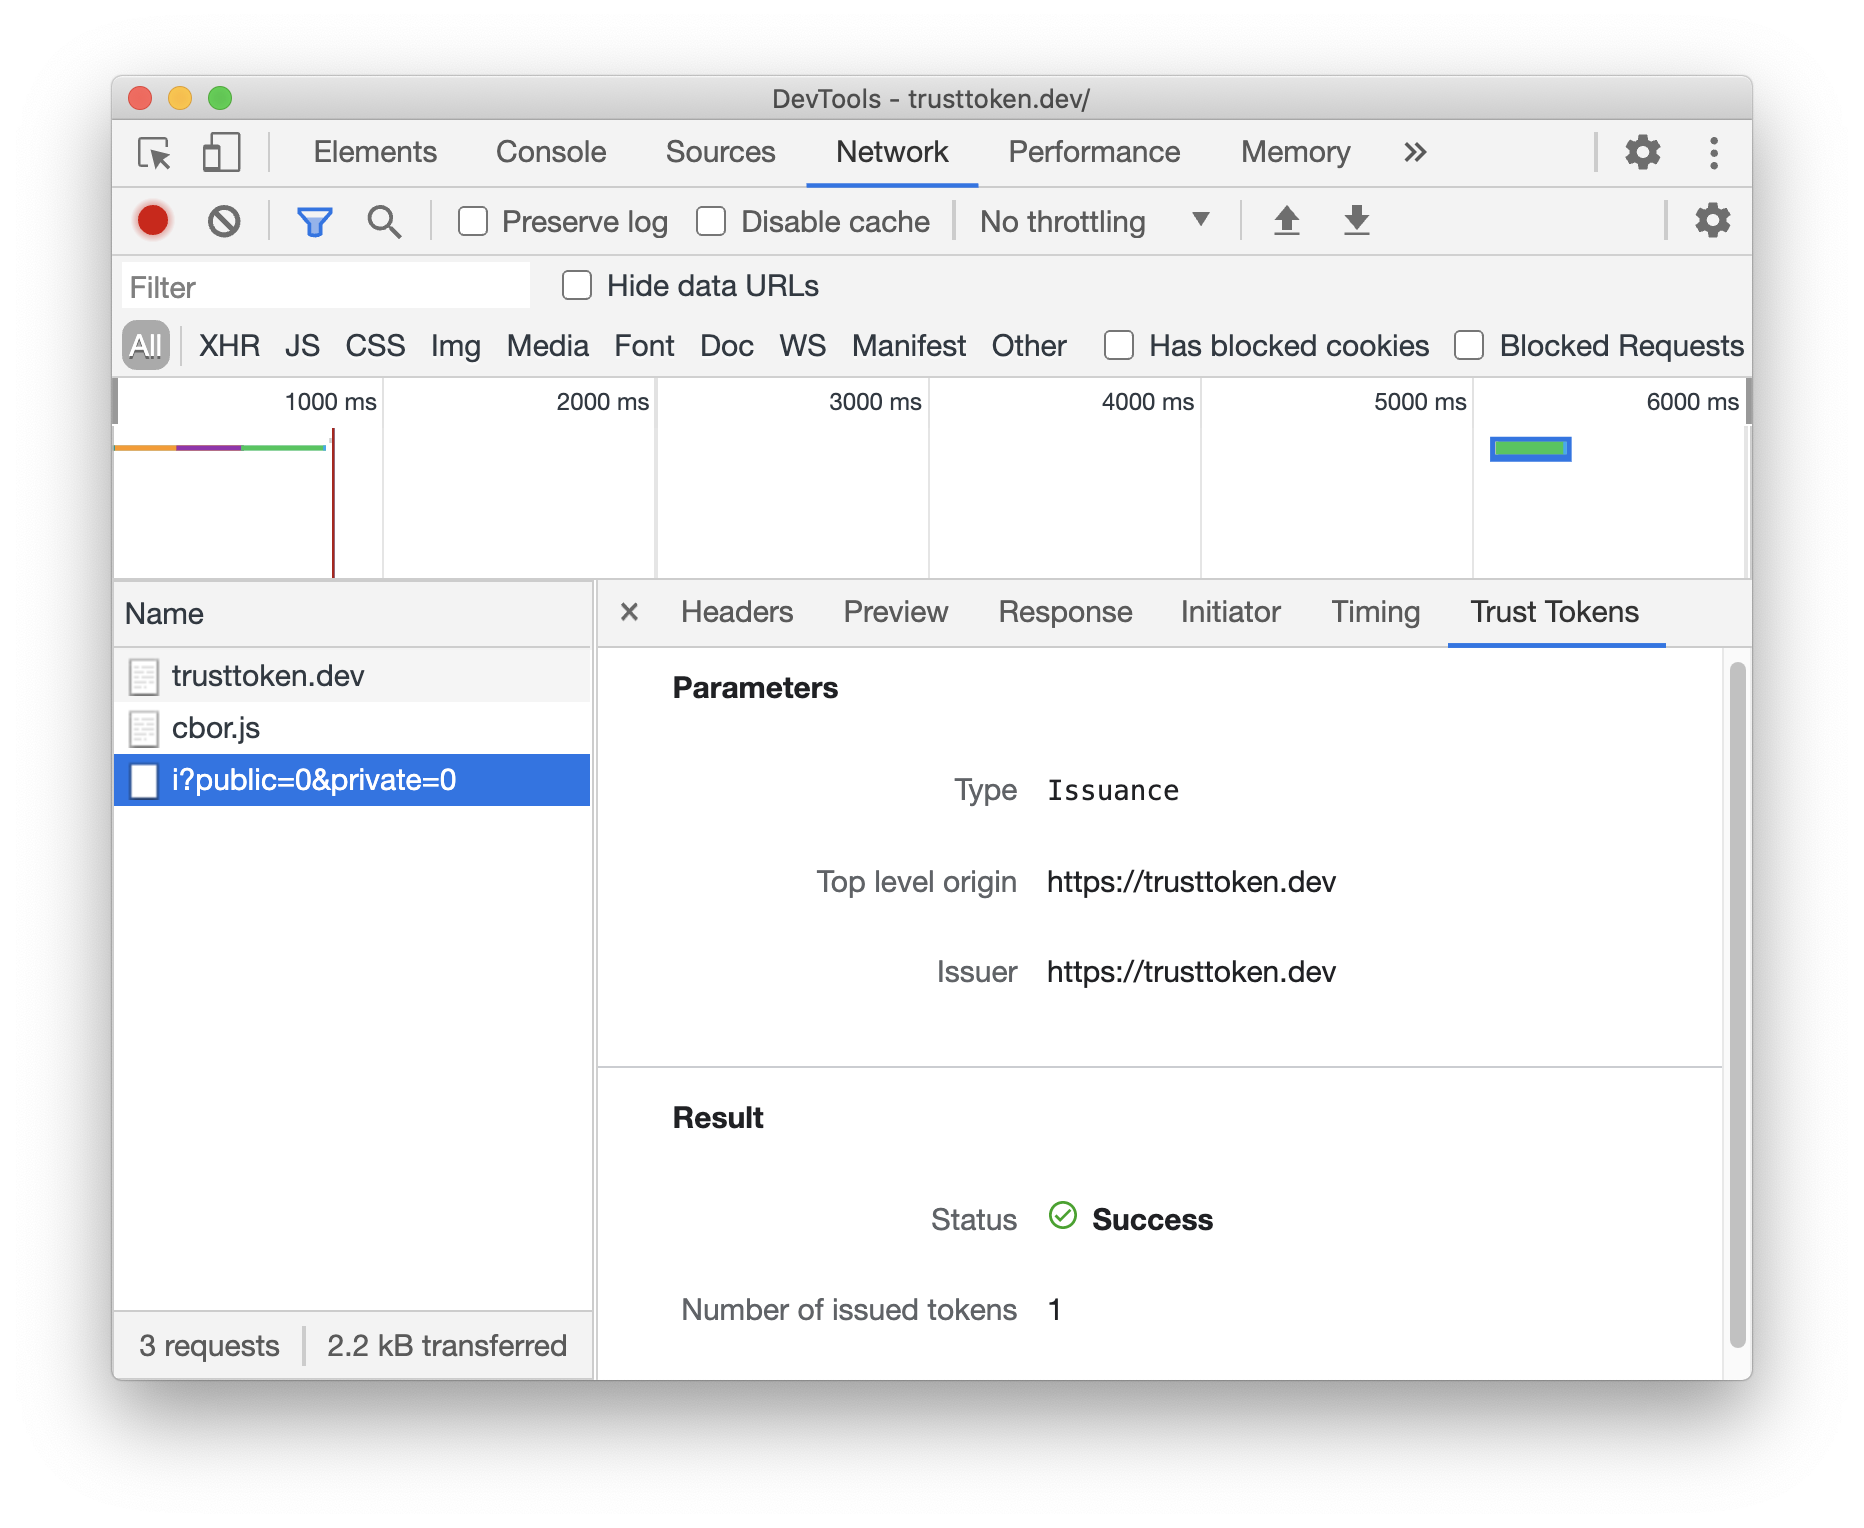 DevTools - trusttoken.dev/
Elements Console Sources Network Performance Memory »
Preserve log Disable cache No throttling
Filter Hide data URLs
All XHR JS CSS Img Media Font Doc WS Manifest Other Has blocked cookies Blocked Requests
1000 ms 2000 ms 3000 ms 4000 ms 5000 ms 6000 ms
Name
trusttoken.dev
cbor.js
i?public=0&private=0
3 requests 2.2 kB transferred
× Headers Preview Response Initiator Timing Trust Tokens
Parameters
Type Issuance
Top level origin https://trusttoken.dev
Issuer https://trusttoken.dev
Result
Status Success
Number of issued tokens 1